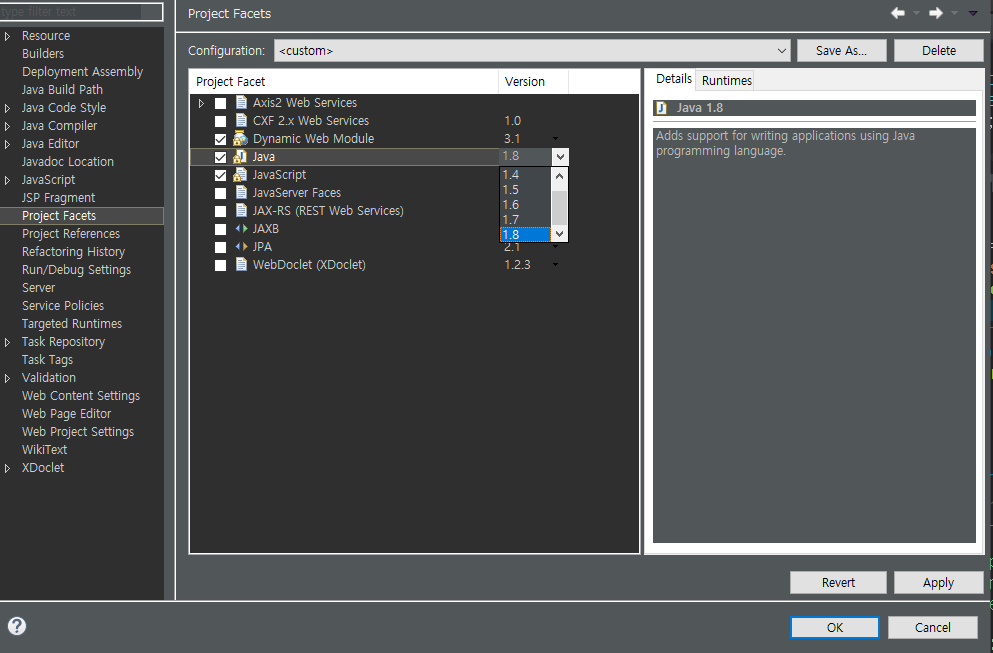 type filter text
Resource
Builders
Deployment Assembly
Java Build Path
Java Code Style
Java Compiler
Java Editor
Javadoc Location
JavaScript
JSP Fragment
Project Facets
Project References
Refactoring History
Run/Debug Settings
Server
Service Policies
Targeted Runtimes
Task Repository
Task Tags
Validation
Web Content Settings
Web Page Editor
Web Project Settings
WikiText
XDoclet
Project Facets
Configuration: <custom> Save As... Delete
Project Facet Version
Axis2 Web Services
CXF 2.x Web Services 1.0
Dynamic Web Module 3.1
Java 1.8
JavaScript 1.4
JavaServer Faces 1.5
JAX-RS (REST Web Services) 1.6
1.7
JAXB 1.8
JPA 2.1
WebDoclet (XDoclet) 1.2.3
Details Runtimes
Java 1.8
Adds support for writing applications using Java
programming language.
Revert Apply
OK Cancel